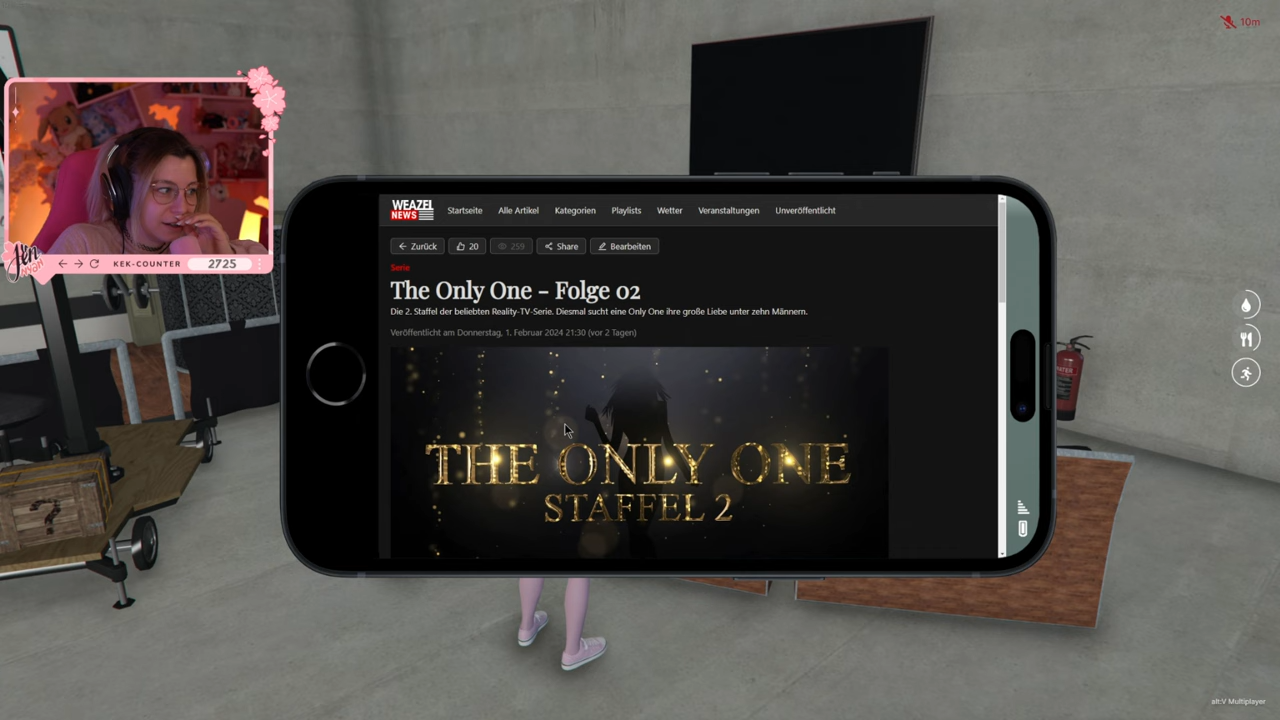 10m
WEAZEL
NEWS
Startseite
Alle Artikel
Kategorien
Playlists
Wetter
Veranstaltungen
Unveröffentlicht
Zurück
20
259
Share
Bearbeiten
Serie
The Only One – Folge 02
Die 2. Staffel der beliebten Reality-TV-Serie. Diesmal sucht eine Only One ihre große Liebe unter zehn Männern.
Veröffentlicht am Donnerstag, 1. Februar 2024 21:30 (vor 2 Tagen)
THE ONLY ONE
STAFFEL 2
Jen
nyan
KEK-COUNTER 2725
?
WATER
alt:V Multiplayer